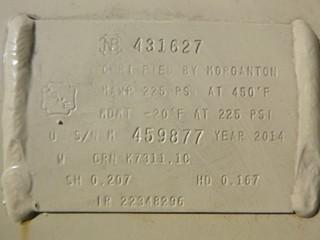 NB 431627
CERTIFIED BY MORGANTON
MAWP 225 PSI AT 450°F
MDMT -20°F AT 225 PSI
U S/N M 459877 YEAR 2014
W CRN K7311.1C
SH 0.207 HD 0.167
22348296